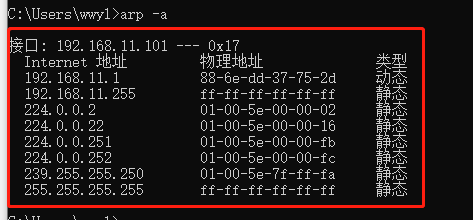 C:\Users\wwyl>arp -a
接口: 192.168.11.101 --- 0x17
Internet 地址 物理地址 类型
192.168.11.1 88-6e-dd-37-75-2d 动态
192.168.11.255 ff-ff-ff-ff-ff-ff 静态
224.0.0.2 01-00-5e-00-00-02 静态
224.0.0.22 01-00-5e-00-00-16 静态
224.0.0.251 01-00-5e-00-00-fb 静态
224.0.0.252 01-00-5e-00-00-fc 静态
239.255.255.250 01-00-5e-7f-ff-fa 静态
255.255.255.255 ff-ff-ff-ff-ff-ff 静态
C:\Users\wwyl>